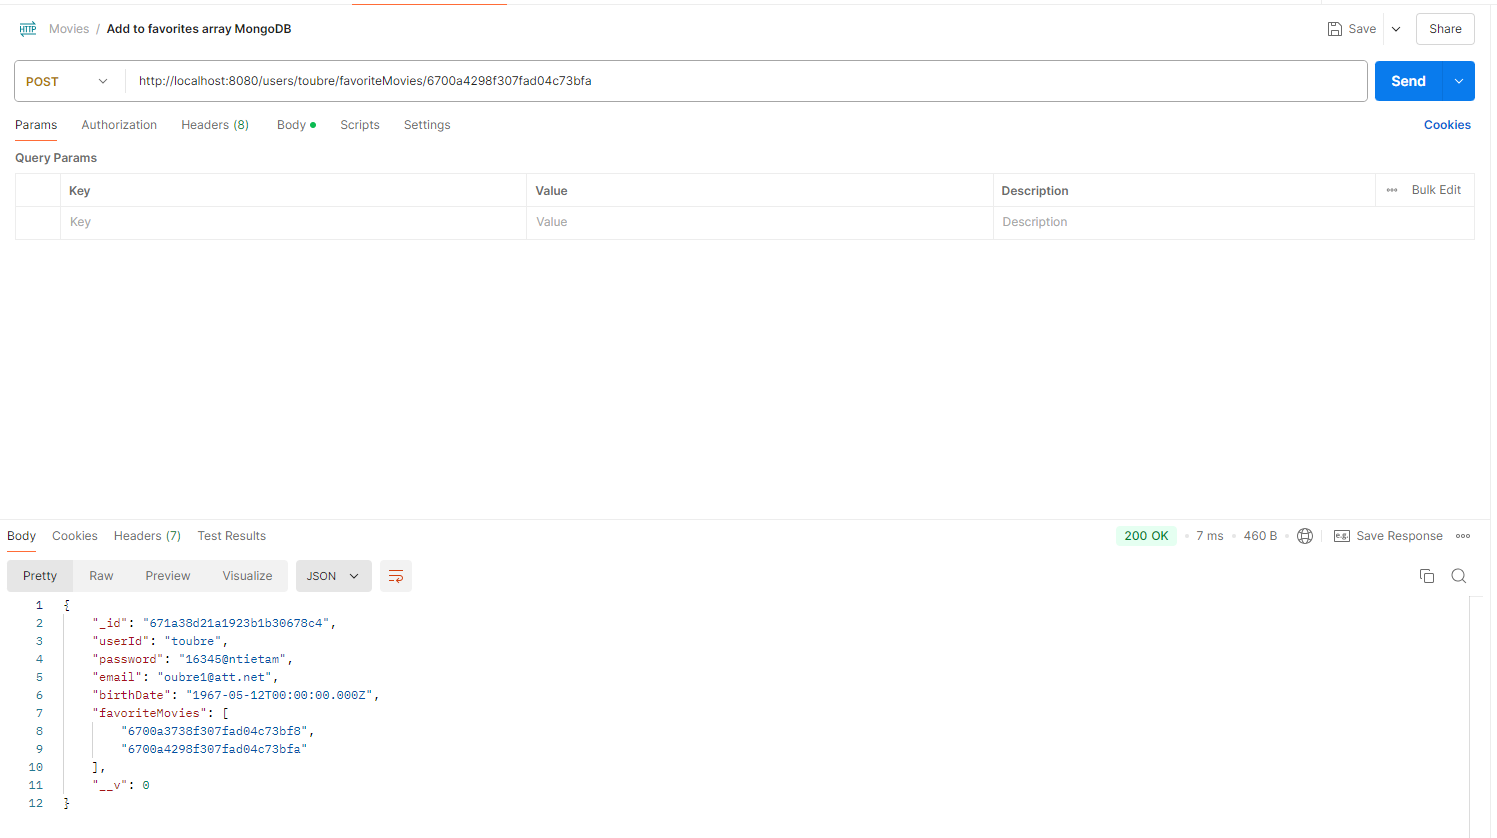 HTTP Movies / Add to favorites array MongoDB Save Share
POST http://localhost:8080/users/toubre/favoriteMovies/6700a4298f307fad04c73bfa Send
Params Authorization Headers (8) Body Scripts Settings Cookies
Query Params
Key Value Description Bulk Edit
Key Value Description
Body Cookies Headers (7) Test Results 200 OK 7 ms 460 B e.g. Save Response
Pretty Raw Preview Visualize JSON
1 {
2 "_id": "671a38d21a1923b1b30678c4",
3 "userId": "toubre",
4 "password": "16345@ntietam",
5 "email": "oubre1@att.net",
6 "birthDate": "1967-05-12T00:00:00.000Z",
7 "favoriteMovies": [
8 "6700a3738f307fad04c73bf8",
9 "6700a4298f307fad04c73bfa"
10 ],
11 "__v": 0
12 }